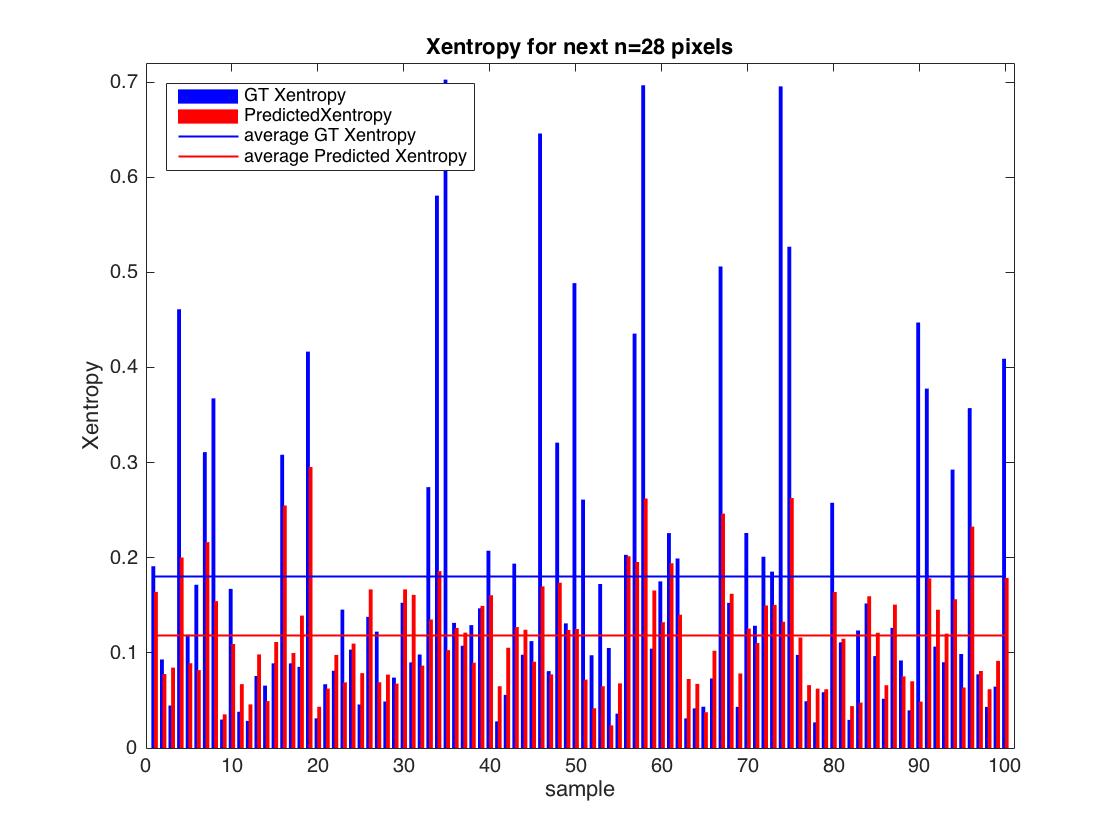 Xentropy for next n=28 pixels
GT Xentropy
PredictedXentropy
average GT Xentropy
average Predicted Xentropy
0.7
0.6
0.5
0.4
0.3
0.2
0.1
0
Xentropy
0 10 20 30 40 50 60 70 80 90 100
sample